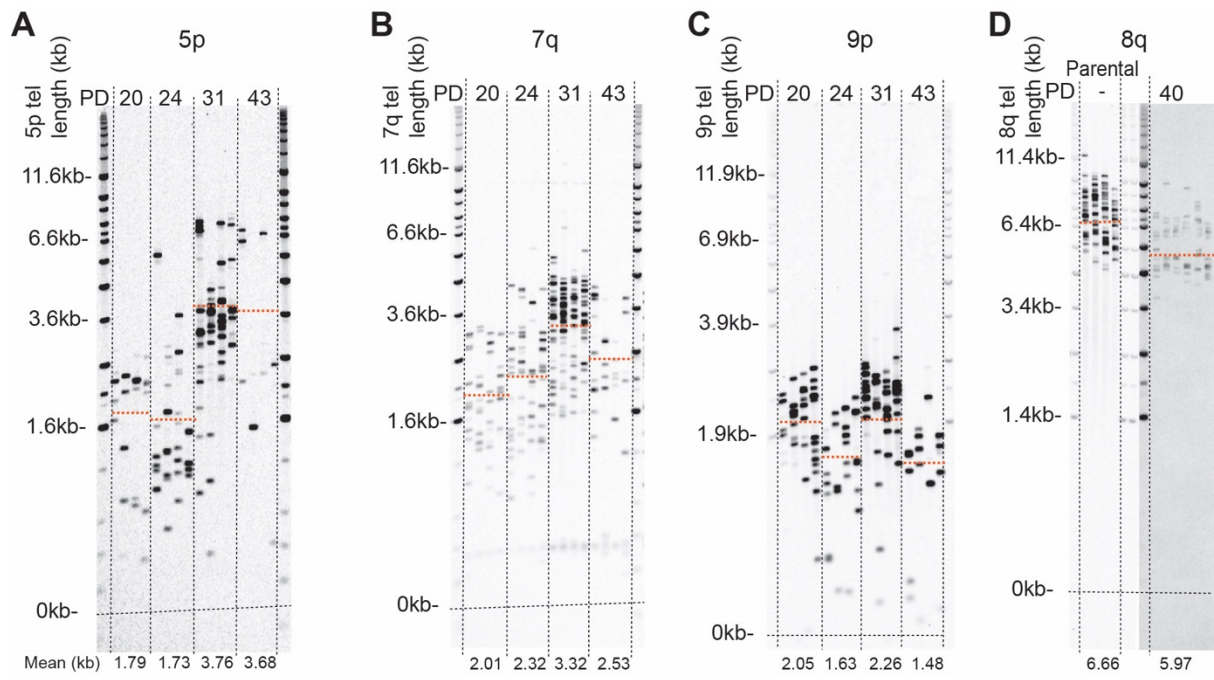 A
5p
5p tel
length (kb)
PD 20 24 31 43
11.6kb-
6.6kb-
3.6kb-
1.6kb-
0kb-
Mean (kb) 1.79 1.73 3.76 3.68
B
7q
7q tel
length (kb)
PD 20 24 31 43
11.6kb-
6.6kb-
3.6kb-
1.6kb-
0kb-
2.01 2.32 3.32 2.53
C
9p
9p tel
length (kb)
PD 20 24 31 43
11.9kb-
6.9kb-
3.9kb-
1.9kb-
0kb-
2.05 1.63 2.26 1.48
D
8q
8q tel
length (kb)
Parental
PD - 40
11.4kb-
6.4kb-
3.4kb-
1.4kb-
0kb-
6.66 5.97